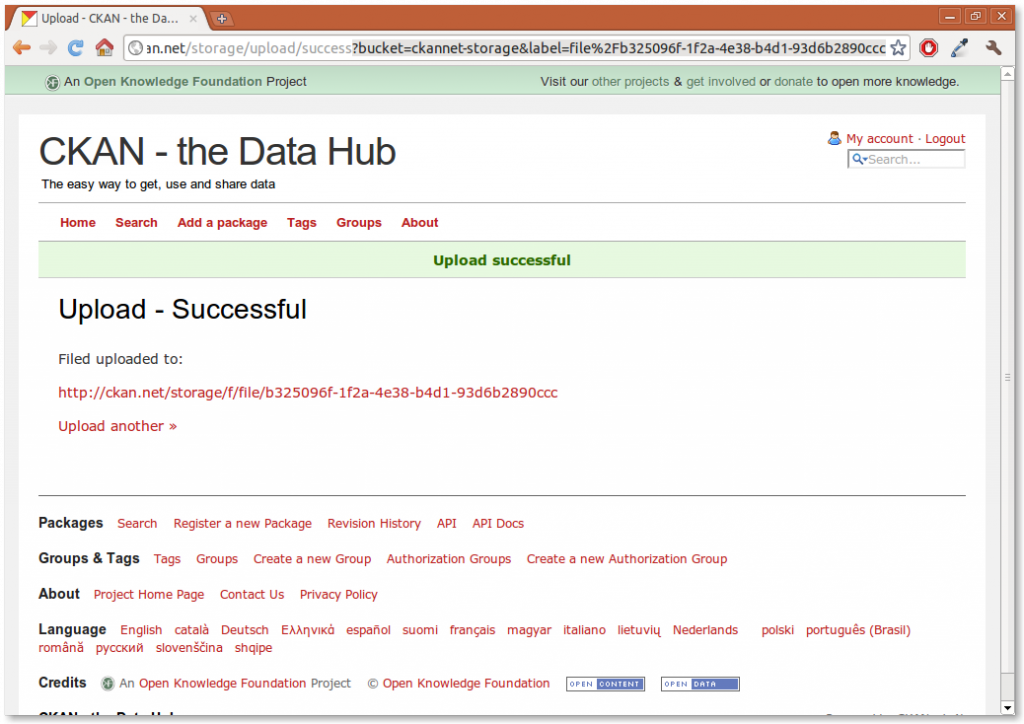 Upload - CKAN - the Da...
an.net/storage/upload/success?bucket=ckannet-storage&label=file%2Fb325096f-1f2a-4e38-b4d1-93d6b2890ccc
An Open Knowledge Foundation Project Visit our other projects & get involved or donate to open more knowledge.
CKAN - the Data Hub
My account · Logout
Search...
The easy way to get, use and share data
Home Search Add a package Tags Groups About
Upload successful
Upload - Successful
Filed uploaded to:
http://ckan.net/storage/f/file/b325096f-1f2a-4e38-b4d1-93d6b2890ccc
Upload another »
Packages Search Register a new Package Revision History API API Docs
Groups & Tags Tags Groups Create a new Group Authorization Groups Create a new Authorization Group
About Project Home Page Contact Us Privacy Policy
Language English català Deutsch Ελληνικά español suomi français magyar italiano lietuvių Nederlands polski português (Brasil)
română русский slovenščina shqipe
Credits An Open Knowledge Foundation Project © Open Knowledge Foundation OPEN CONTENT OPEN DATA
CKAN - the Data Hub